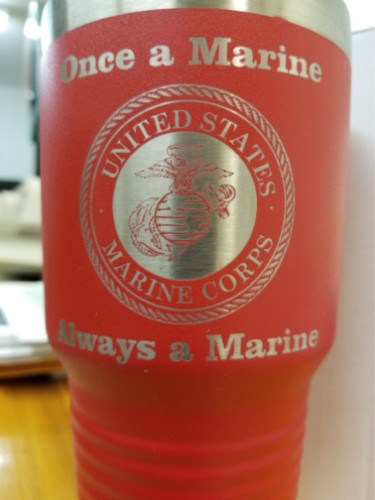 Once a Marine
UNITED STATES
MARINE CORPS
Always a Marine